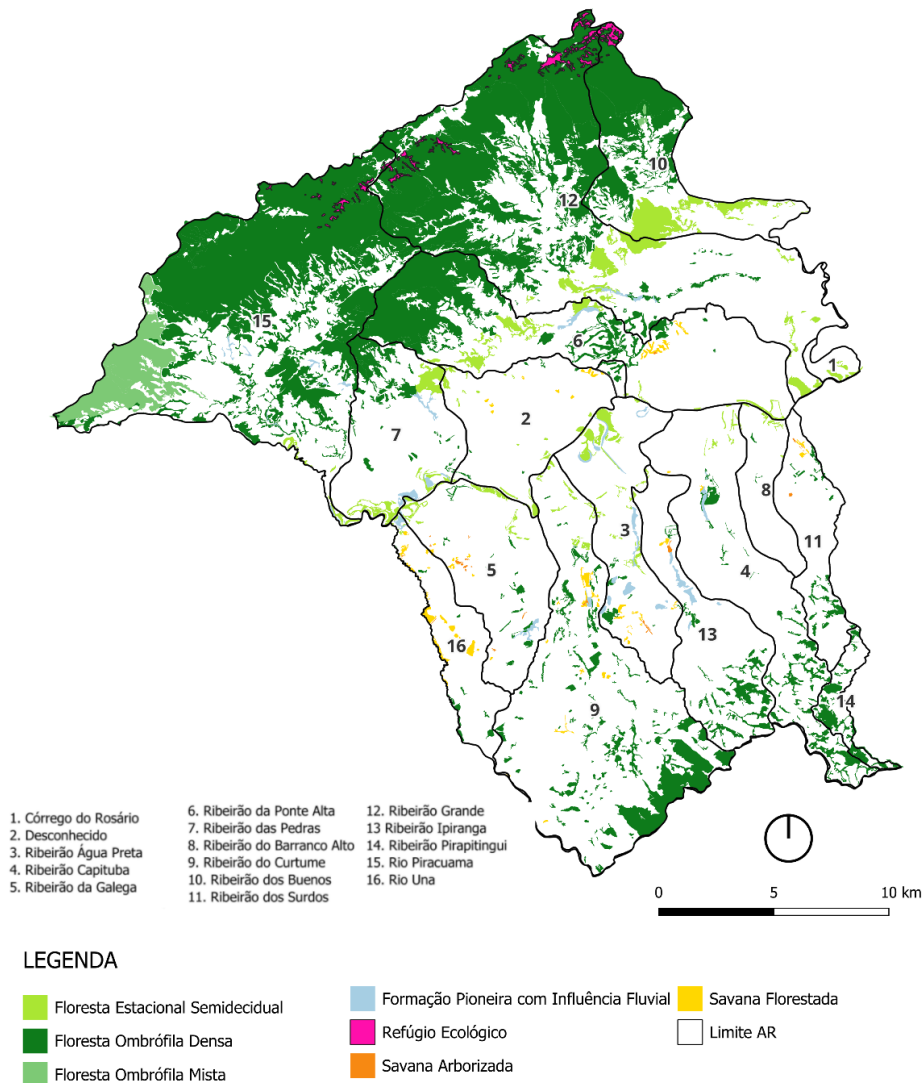 10
12
15
6
1
7
2
8
3
11
5
4
16
13
14
9
1. Córrego do Rosário
2. Desconhecido
3. Ribeirão Água Preta
4. Ribeirão Capituba
5. Ribeirão da Galega
6. Ribeirão da Ponte Alta
7. Ribeirão das Pedras
8. Ribeirão do Barranco Alto
9. Ribeirão do Curtume
10. Ribeirão dos Buenos
11. Ribeirão dos Surdos
12. Ribeirão Grande
13 Ribeirão Ipiranga
14. Ribeirão Pirapitingui
15. Rio Piracuama
16. Rio Una
0 5 10 km
LEGENDA
Floresta Estacional Semidecidual
Floresta Ombrófila Densa
Floresta Ombrófila Mista
Formação Pioneira com Influência Fluvial
Refúgio Ecológico
Savana Arborizada
Savana Florestada
Limite AR